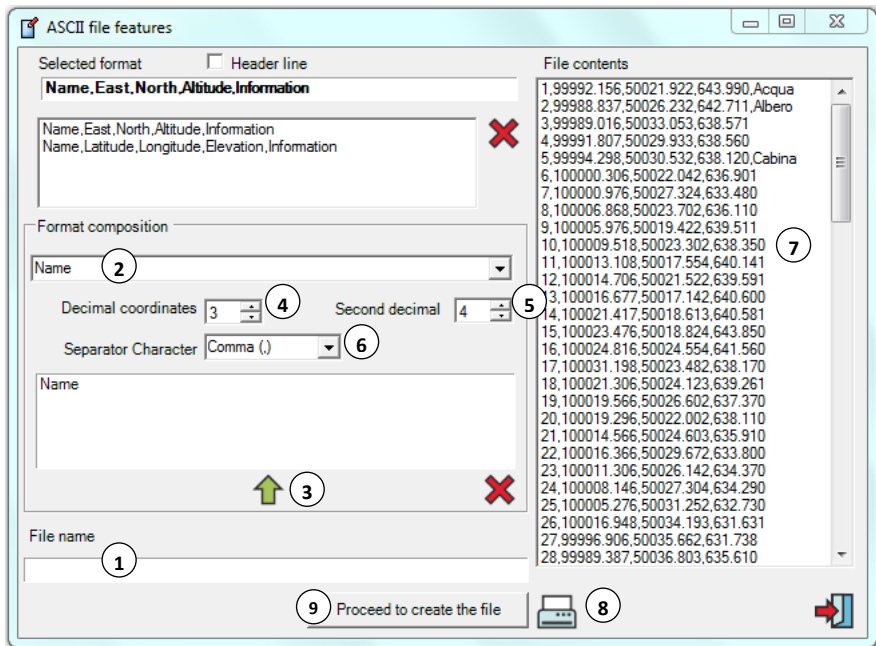 ASCII file features
Selected format
Header line
Name,East,North,Altitude,Information
Name,East,North,Altitude,Information
Name,Latitude,Longitude,Elevation,Information
Format composition
Name
2
Decimal coordinates
3
4
Second decimal
4
5
Separator Character
Comma (,)
6
Name
3
File name
1
9
Proceed to create the file
8
File contents
1,99992.156,50021.922,643.990,Acqua
2,99988.837,50026.232,642.711,Albero
3,99989.016,50033.053,638.571
4,99991.807,50029.933,638.560
5,99994.298,50030.532,638.120,Cabina
6,100000.306,50022.042,636.901
7,100000.976,50027.324,633.480
8,100006.868,50023.702,636.110
9,100005.976,50019.422,639.511
10,100009.518,50023.302,638.350
7
11,100013.108,50017.554,640.141
12,100014.706,50021.522,639.591
13,100016.677,50017.142,640.600
14,100021.417,50018.613,640.581
15,100023.476,50018.824,643.850
16,100024.816,50024.554,641.560
17,100031.198,50023.482,638.170
18,100021.306,50024.123,639.261
19,100019.566,50026.602,637.370
20,100019.296,50022.002,638.110
21,100014.566,50024.603,635.910
22,100016.366,50029.672,633.800
23,100011.306,50026.142,634.370
24,100008.146,50027.304,634.290
25,100005.276,50031.252,632.730
26,100016.948,50034.193,631.631
27,99996.906,50035.662,631.738
28,99989.387,50036.803,635.610